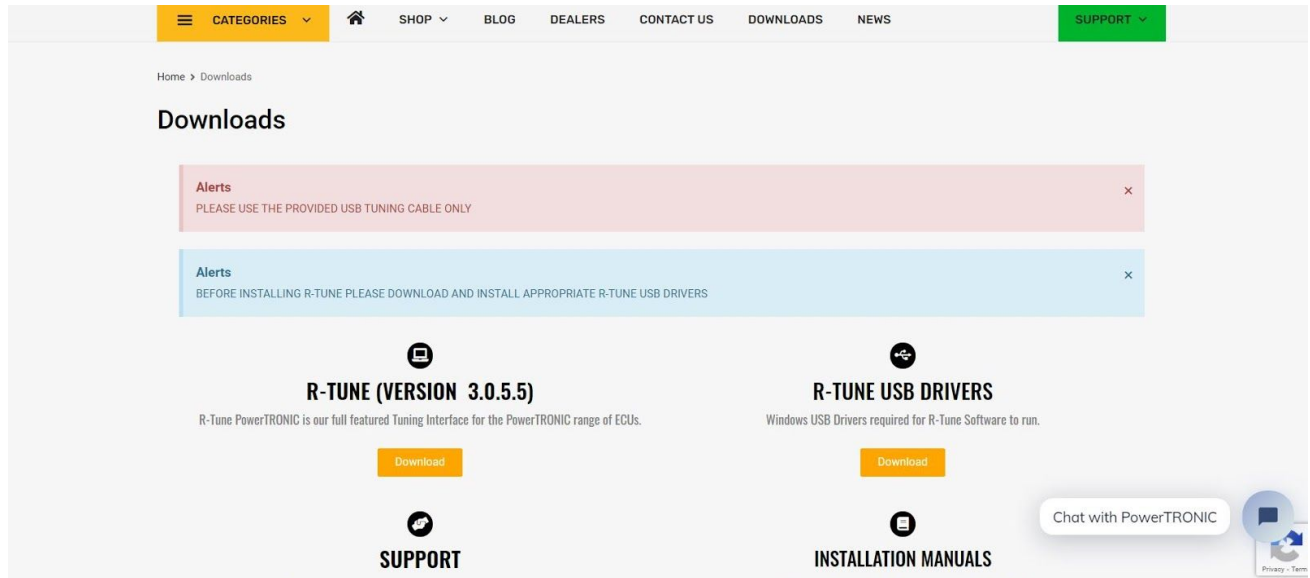 CATEGORIES SHOP BLOG DEALERS CONTACT US DOWNLOADS NEWS SUPPORT
Home > Downloads
Downloads
Alerts
×
PLEASE USE THE PROVIDED USB TUNING CABLE ONLY
Alerts
×
BEFORE INSTALLING R-TUNE PLEASE DOWNLOAD AND INSTALL APPROPRIATE R-TUNE USB DRIVERS
R-TUNE (VERSION 3.0.5.5)
R-Tune PowerTRONIC is our full featured Tuning Interface for the PowerTRONIC range of ECUs.
Download
R-TUNE USB DRIVERS
Windows USB Drivers required for R-Tune Software to run.
Download
SUPPORT
INSTALLATION MANUALS
Chat with PowerTRONIC
Privacy - Term